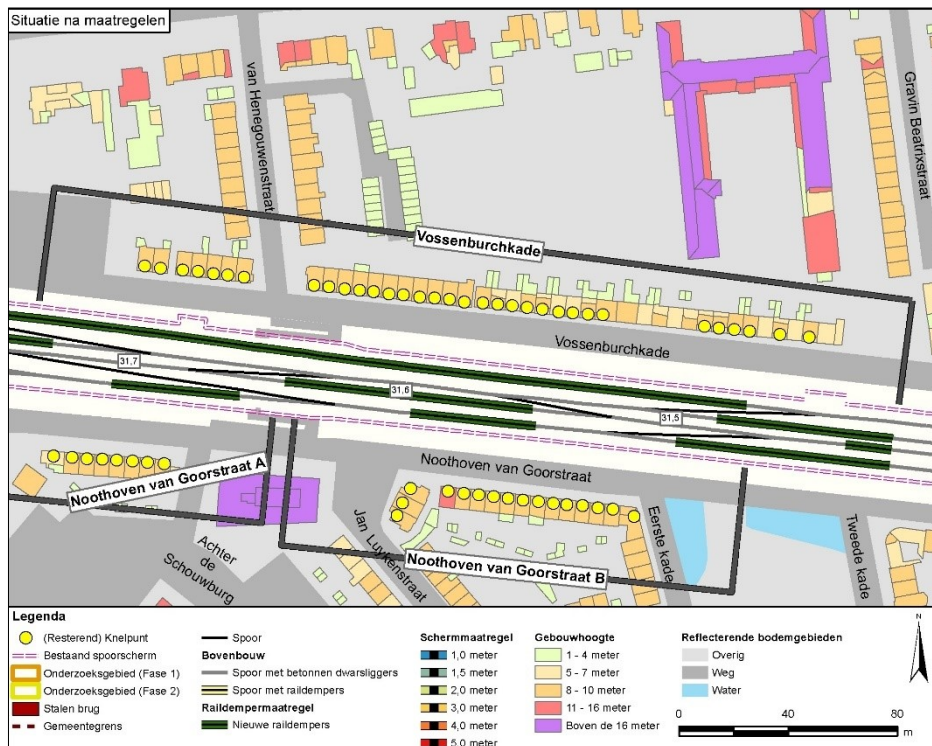 Situatie na maatregelen
van Henegouwenstraat
Gravin Beatrixstraat
Vossenburchkade
Vossenburchkade
31,7
31,6
31,5
Noothoven van Goorstraat
Noothoven van Goorstraat A
Noothoven van Goorstraat B
Achter
de
Schouwburg
Jan Luykenstraat
Eerste kade
Tweede kade
Legenda
(Resterend) Knelpunt
Bestaand spoorscherm
Onderzoeksgebied (Fase 1)
Onderzoeksgebied (Fase 2)
Stalen brug
Gemeentegrens
Spoor
Bovenbouw
Spoor met betonnen dwarsliggers
Spoor met raildempers
Raildempermaatregel
Nieuwe raildempers
Schermmaatregel
1,0 meter
1,5 meter
2,0 meter
3,0 meter
4,0 meter
5,0 meter
Gebouwhoogte
1 - 4 meter
5 - 7 meter
8 - 10 meter
11 - 16 meter
Boven de 16 meter
Reflecterende bodemgebieden
Overig
Weg
Water
N
0 20 40 80
m